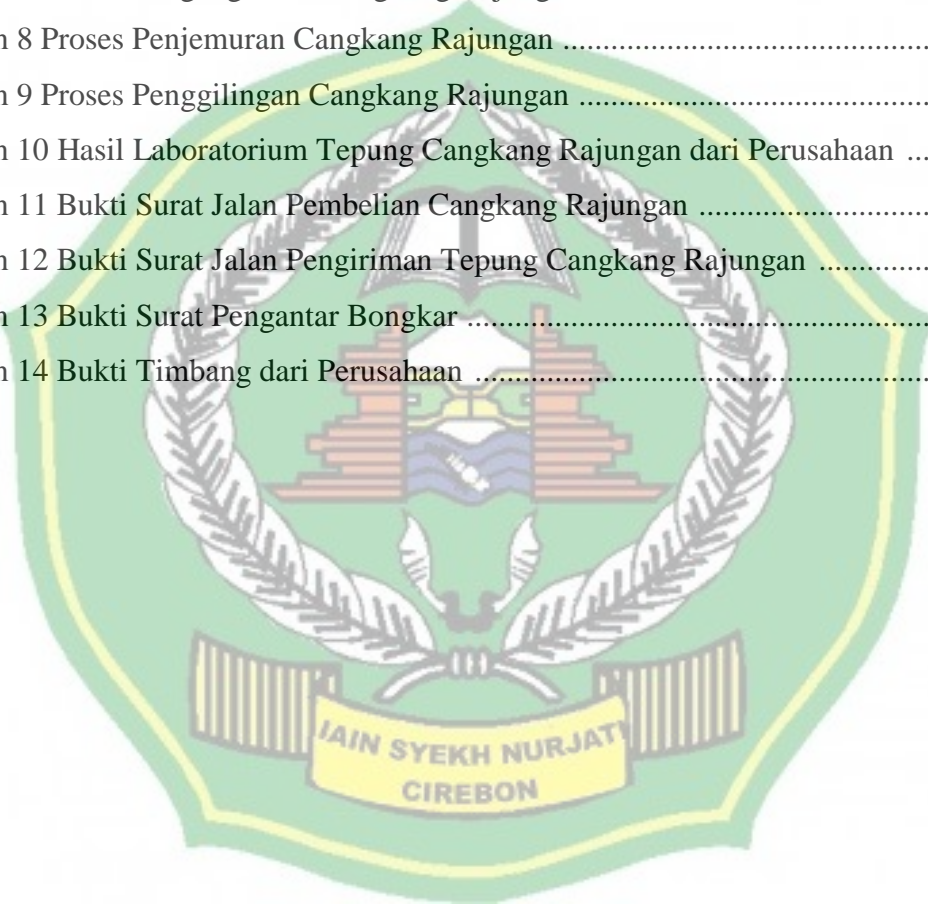 n 8 Proses Penjemuran Cangkang Rajungan ..........................................
n 9 Proses Penggilingan Cangkang Rajungan ........................................
n 10 Hasil Laboratorium Tepung Cangkang Rajungan dari Perusahaan ...
n 11 Bukti Surat Jalan Pembelian Cangkang Rajungan ..........................
n 12 Bukti Surat Jalan Pengiriman Tepung Cangkang Rajungan ............
n 13 Bukti Surat Pengantar Bongkar ......................................................
n 14 Bukti Timbang dari Perusahaan .....................................................
IAIN SYEKH NURJATI
CIREBON